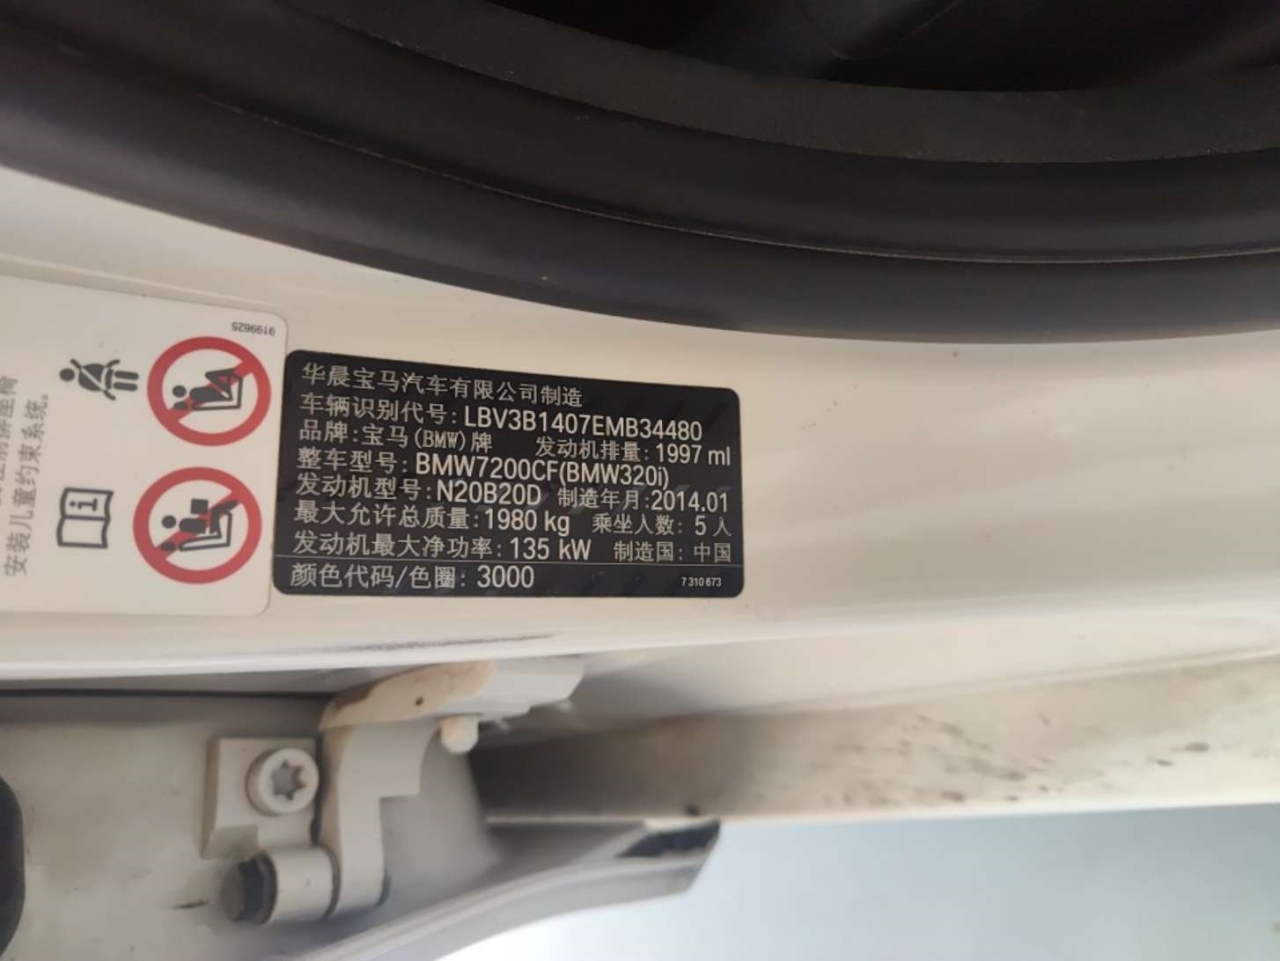 9199625
安装儿童约束系统。
华晨宝马汽车有限公司制造
车辆识别代号: LBV3B1407EMB34480
品牌: 宝马(BMW)牌 发动机排量: 1997 ml
整车型号: BMW7200CF(BMW320i)
发动机型号: N20B20D 制造年月: 2014.01
最大允许总质量: 1980 kg 乘坐人数: 5 人
发动机最大净功率: 135 kW 制造国: 中国
颜色代码/色圈: 3000 7 310 673